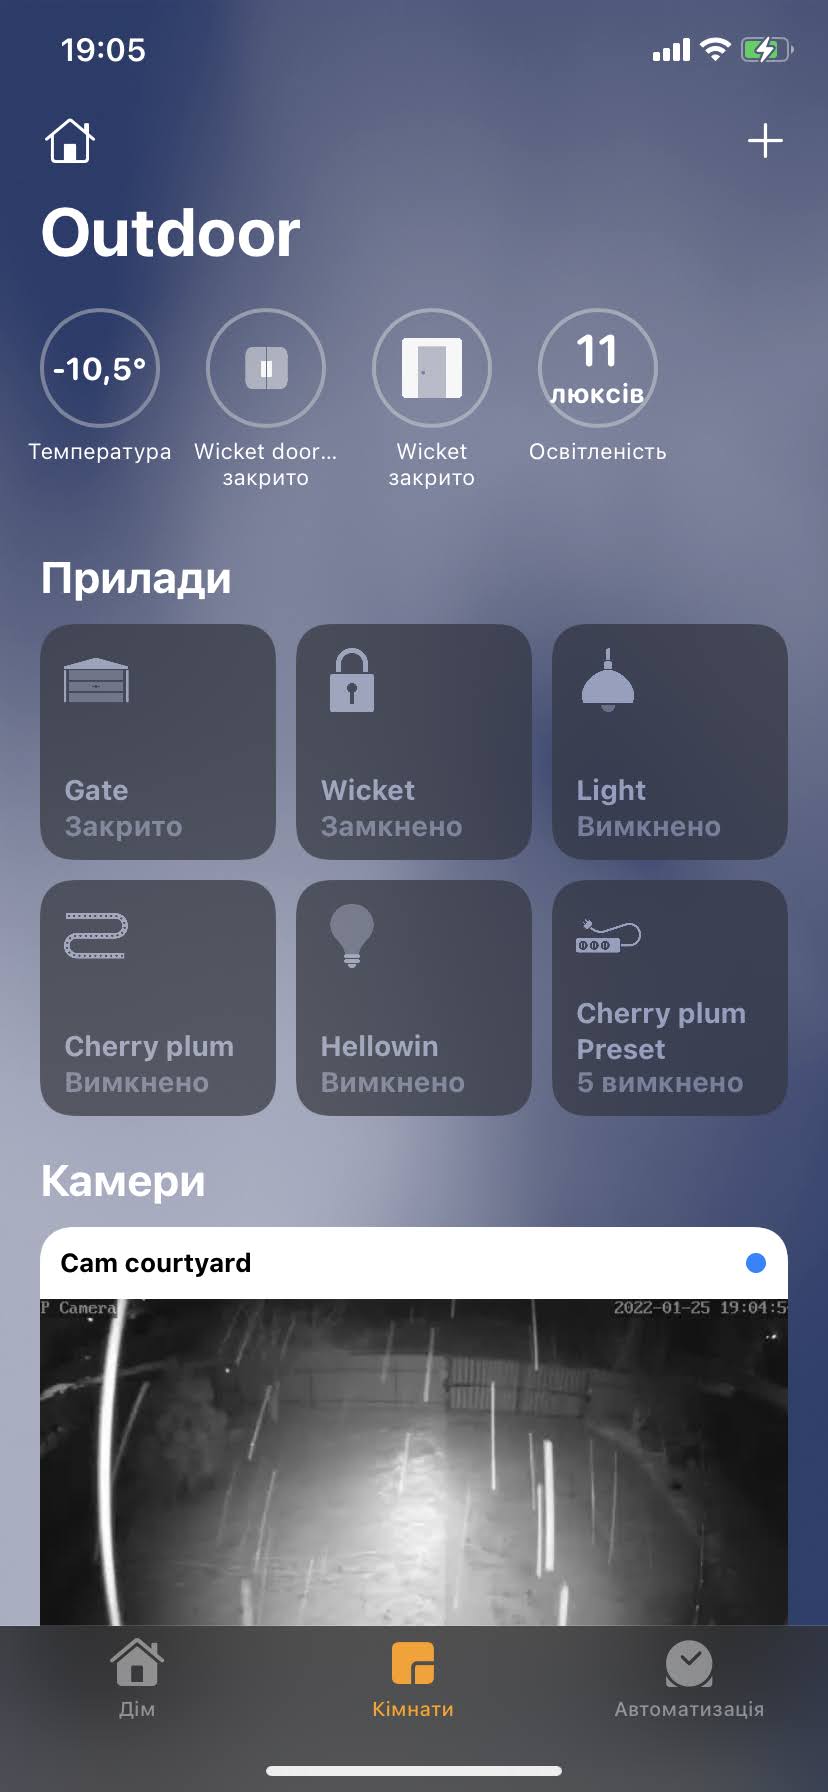 19:05
Outdoor
-10,5°
11
люксів
Температура
Wicket door...
закрито
Wicket
закрито
Освітленість
Прилади
Gate
Закрито
Wicket
Замкнено
Light
Вимкнено
Cherry plum
Вимкнено
Hellowin
Вимкнено
Cherry plum
Preset
5 вимкнено
Камери
Cam courtyard
P Camera
2022-01-25 19:04:5
Дім
Кімнати
Автоматизація